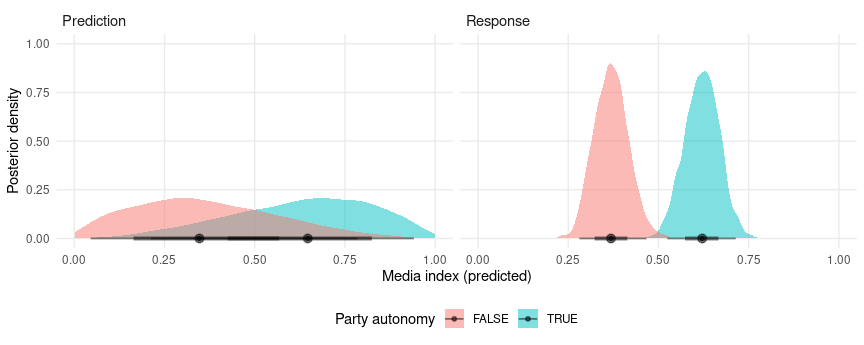 Prediction
Response
1.00
0.75
0.50
0.25
0.00
Posterior density
0.00 0.25 0.50 0.75 1.00
0.00 0.25 0.50 0.75 1.00
Media index (predicted)
Party autonomy FALSE TRUE